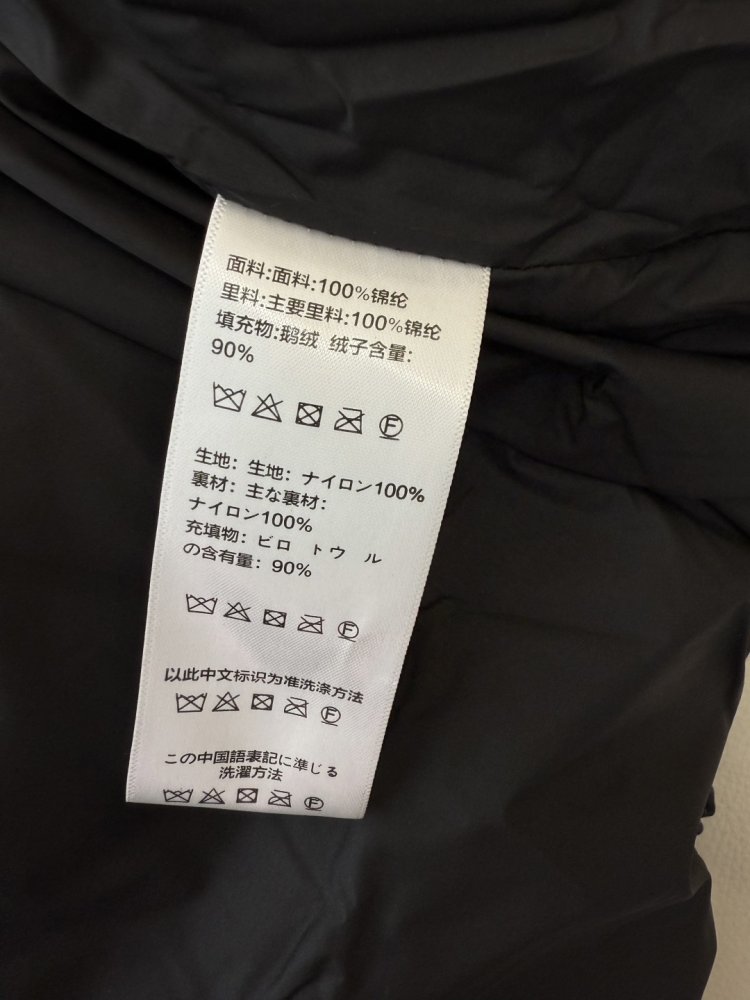 面料:面料:100%锦纶
里料:主要里料:100%锦纶
填充物:鹅绒 绒子含量:
90%
F
生地: 生地: ナイロン100%
裏材: 主な裏材:
ナイロン100%
充填物: ビロ トウ ル
の含有量: 90%
F
以此中文标识为准洗涤方法
F
この中国語表記に準じる
洗濯方法
F